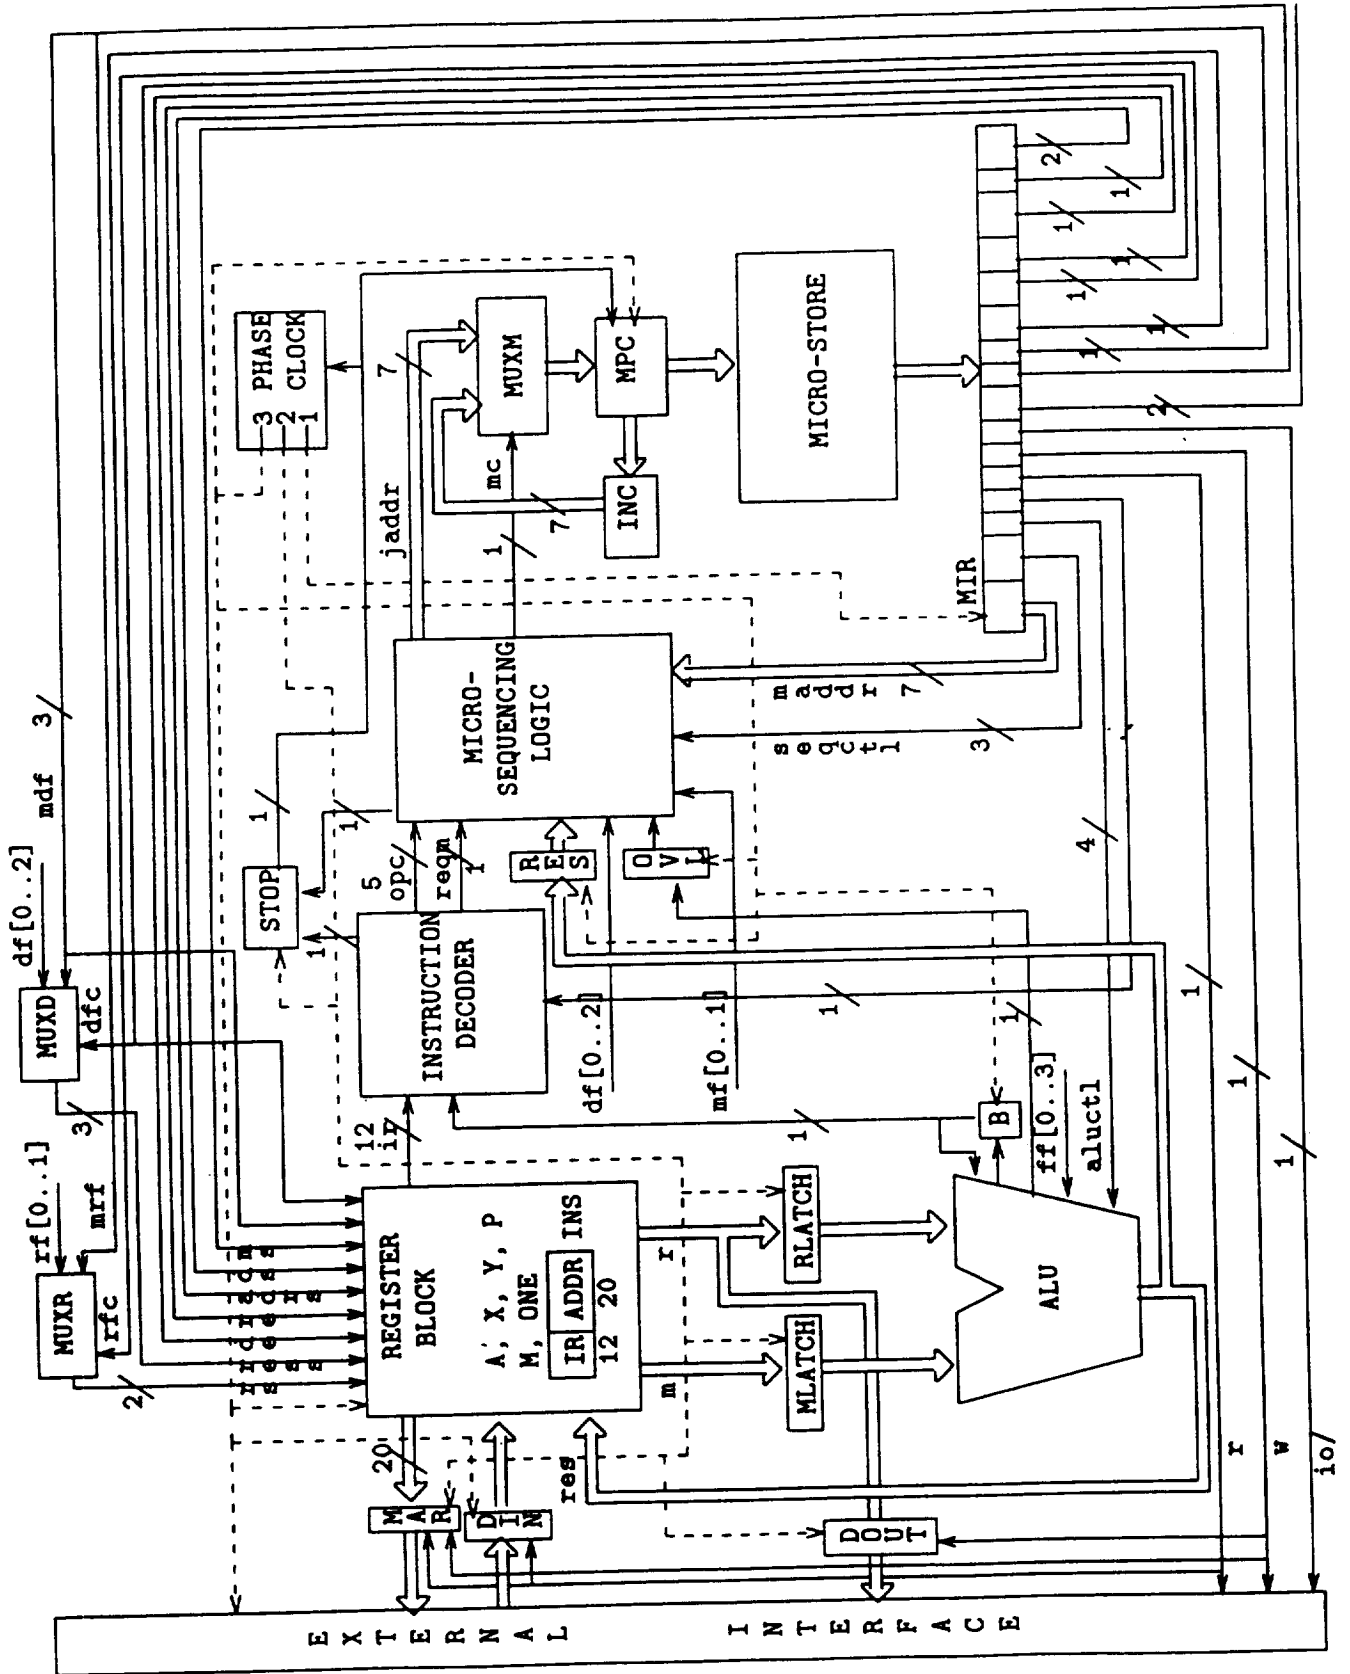 3 PHASE
2 CLOCK
1
7
MUXM
mc
MPC
MICRO-STORE
INC
7
jaddr
1
MIR
2
1
1
1
1
1
1
2
3
mdf
df[0..2]
MUXD
dfc
3
rf[0..1]
mrf
MUXR
rfc
2
1
STOP
1
1
5
opc
reqm
1
MICRO-
SEQUENCING
LOGIC
maddr
7
seqctl
3
RES
OVL
INSTRUCTION
DECODER
df[0..2]
mf[0..1]
1
4
1
1
1
1
12
ir
1
B
ff[0..3]
aluctl
REGISTER
BLOCK
A, X, Y, P
M, ONE
INS
IR
ADDR
12
20
r
m
RLATCH
MLATCH
ALU
20
MAR
DIN
res
DOUT
r
w
io/
EXTERNAL INTERFACE